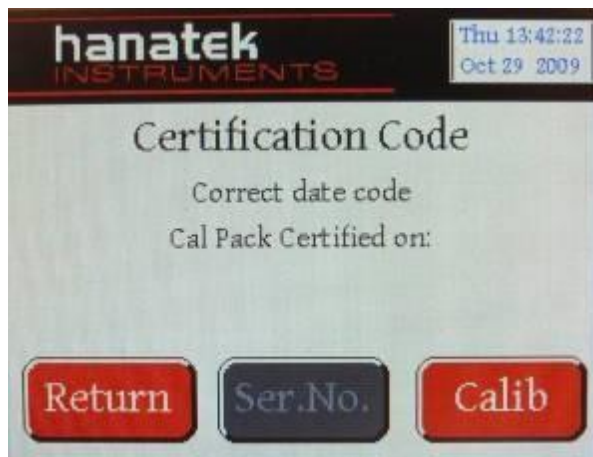 hanatek
INSTRUMENTS
Thu 13:42:22
Oct 29 2009
Certification Code
Correct date code
Cal Pack Certified on:
Return
Ser.No.
Calib